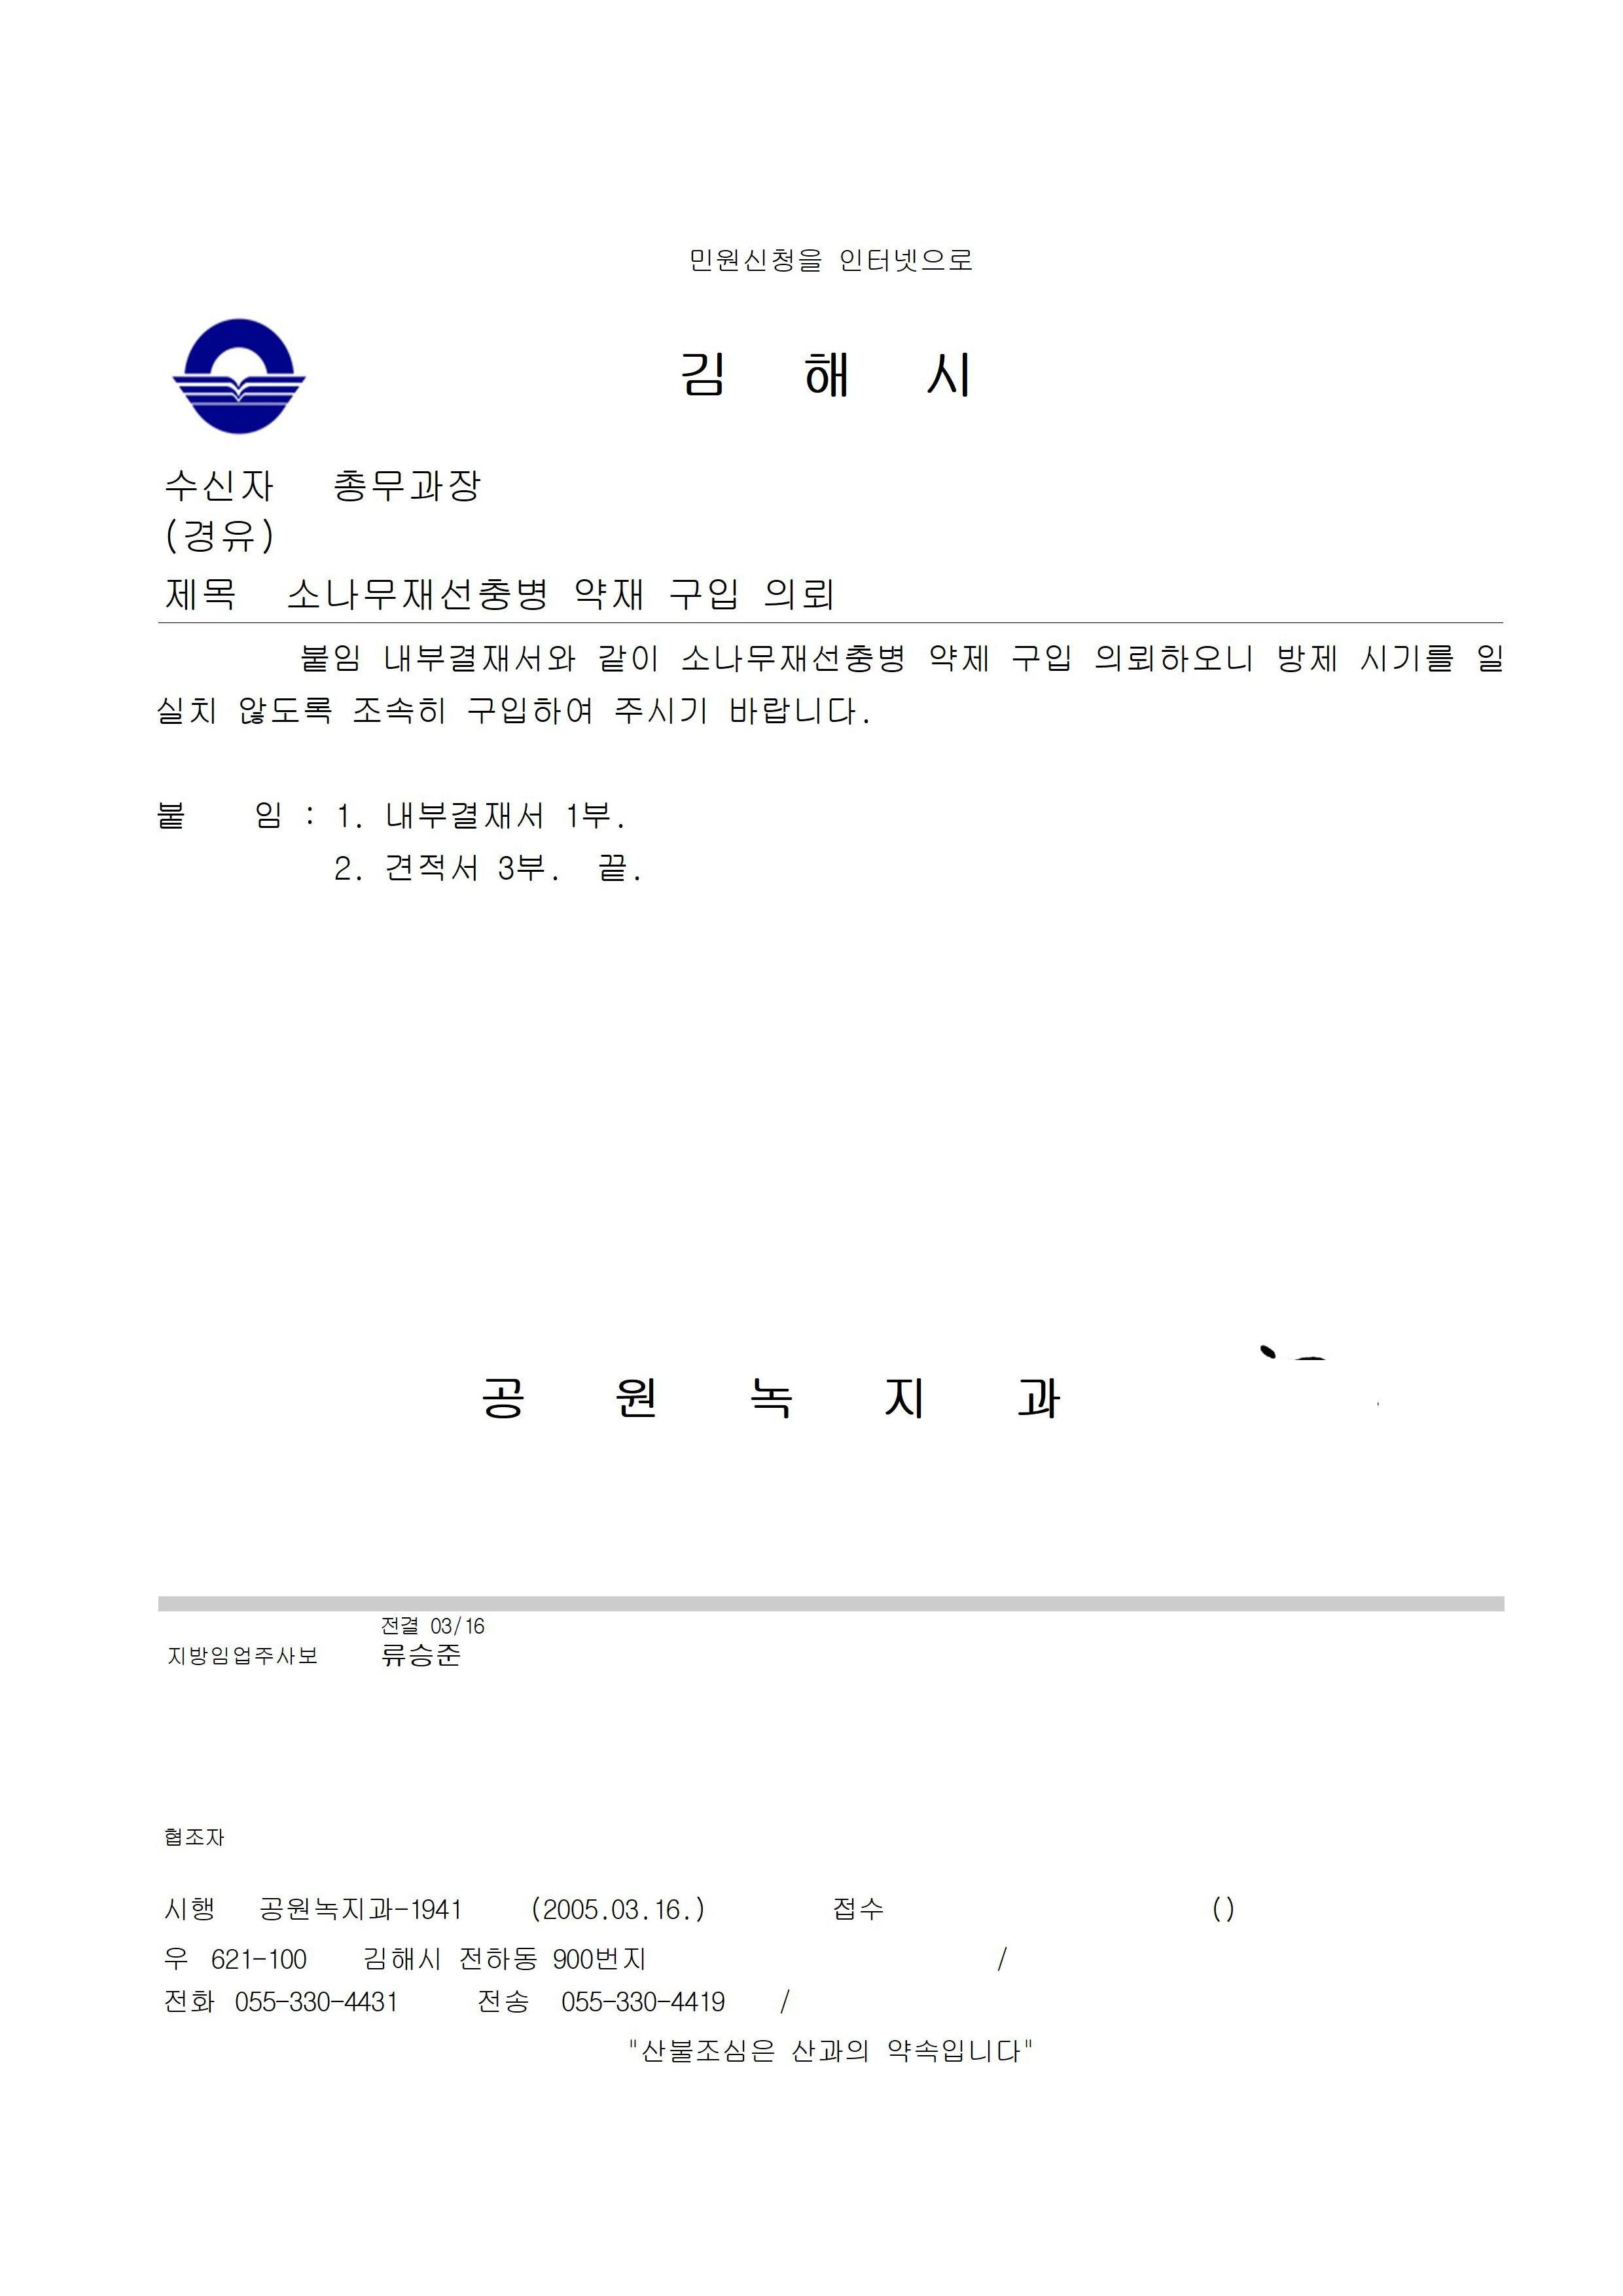 민원신청을 인터넷으로
김 해 시
수신자 총무과장
(경유)
제목 소나무재선충병 약재 구입 의뢰
붙임 내부결재서와 같이 소나무재선충병 약제 구입 의뢰하오니 방제 시기를 일
실치 않도록 조속히 구입하여 주시기 바랍니다.
붙 임 : 1. 내부결재서 1부.
2. 견적서 3부. 끝.
공 원 녹 지 과
전결 03/16
지방임업주사보 류승준
협조자
시행 공원녹지과-1941 (2005.03.16.) 접수 ()
우 621-100 김해시 전하동 900번지 /
전화 055-330-4431 전송 055-330-4419 /
"산불조심은 산과의 약속입니다"